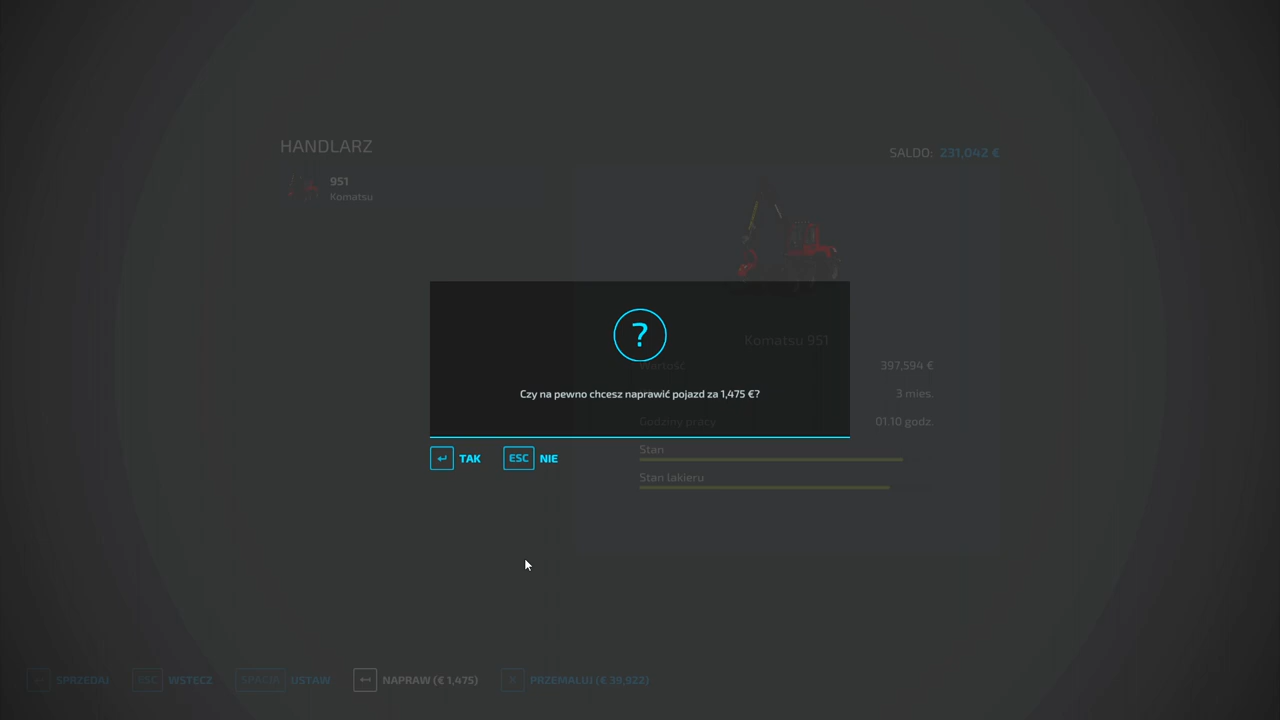 HANDLARZ
SALDO: 231,042 €
951
Komatsu
?
Komatsu 951
Wartość 397,594 €
Czy na pewno chcesz naprawić pojazd za 1,475 €?
3 mies.
Godziny pracy 01.10 godz.
Stan
TAK ESC NIE
Stan lakieru
SPRZEDAJ ESC WSTECZ SPACJA USTAW NAPRAW (€ 1,475) PRZEMALUJ (€ 39,922)